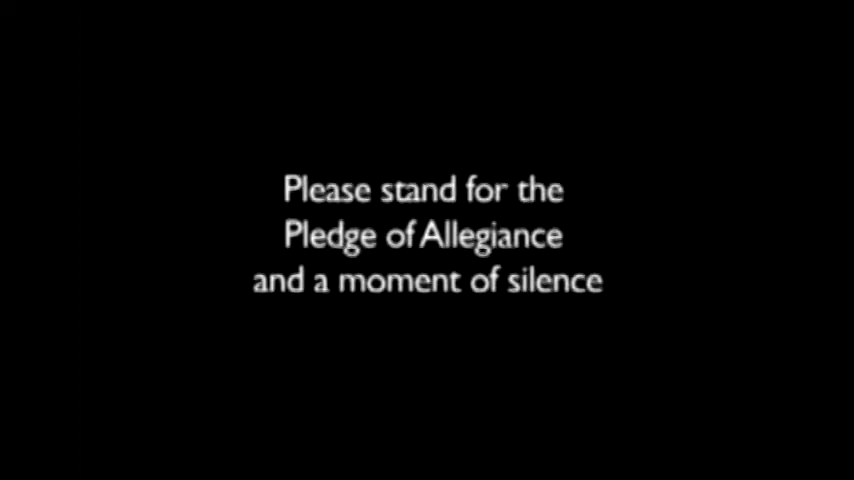 Please stand for the
Pledge of Allegiance
and a moment of silence